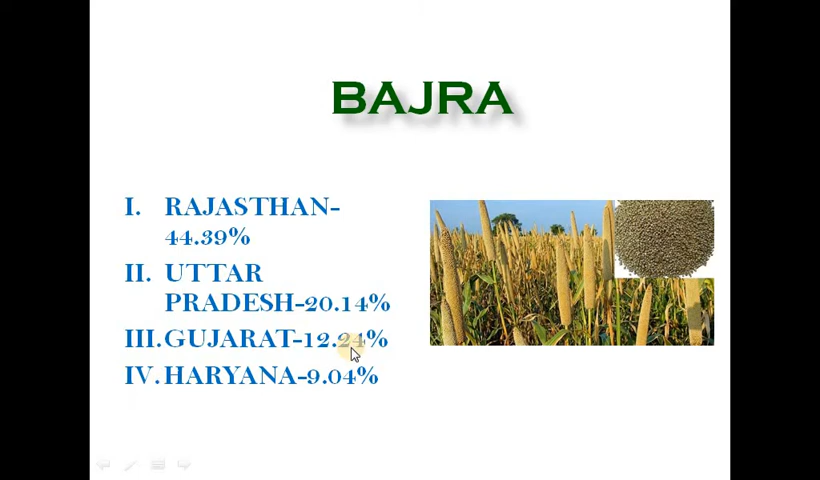 BAJRA
I. RAJASTHAN-
44.39%
II. UTTAR
PRADESH-20.14%
III. GUJARAT-12.24%
IV. HARYANA-9.04%